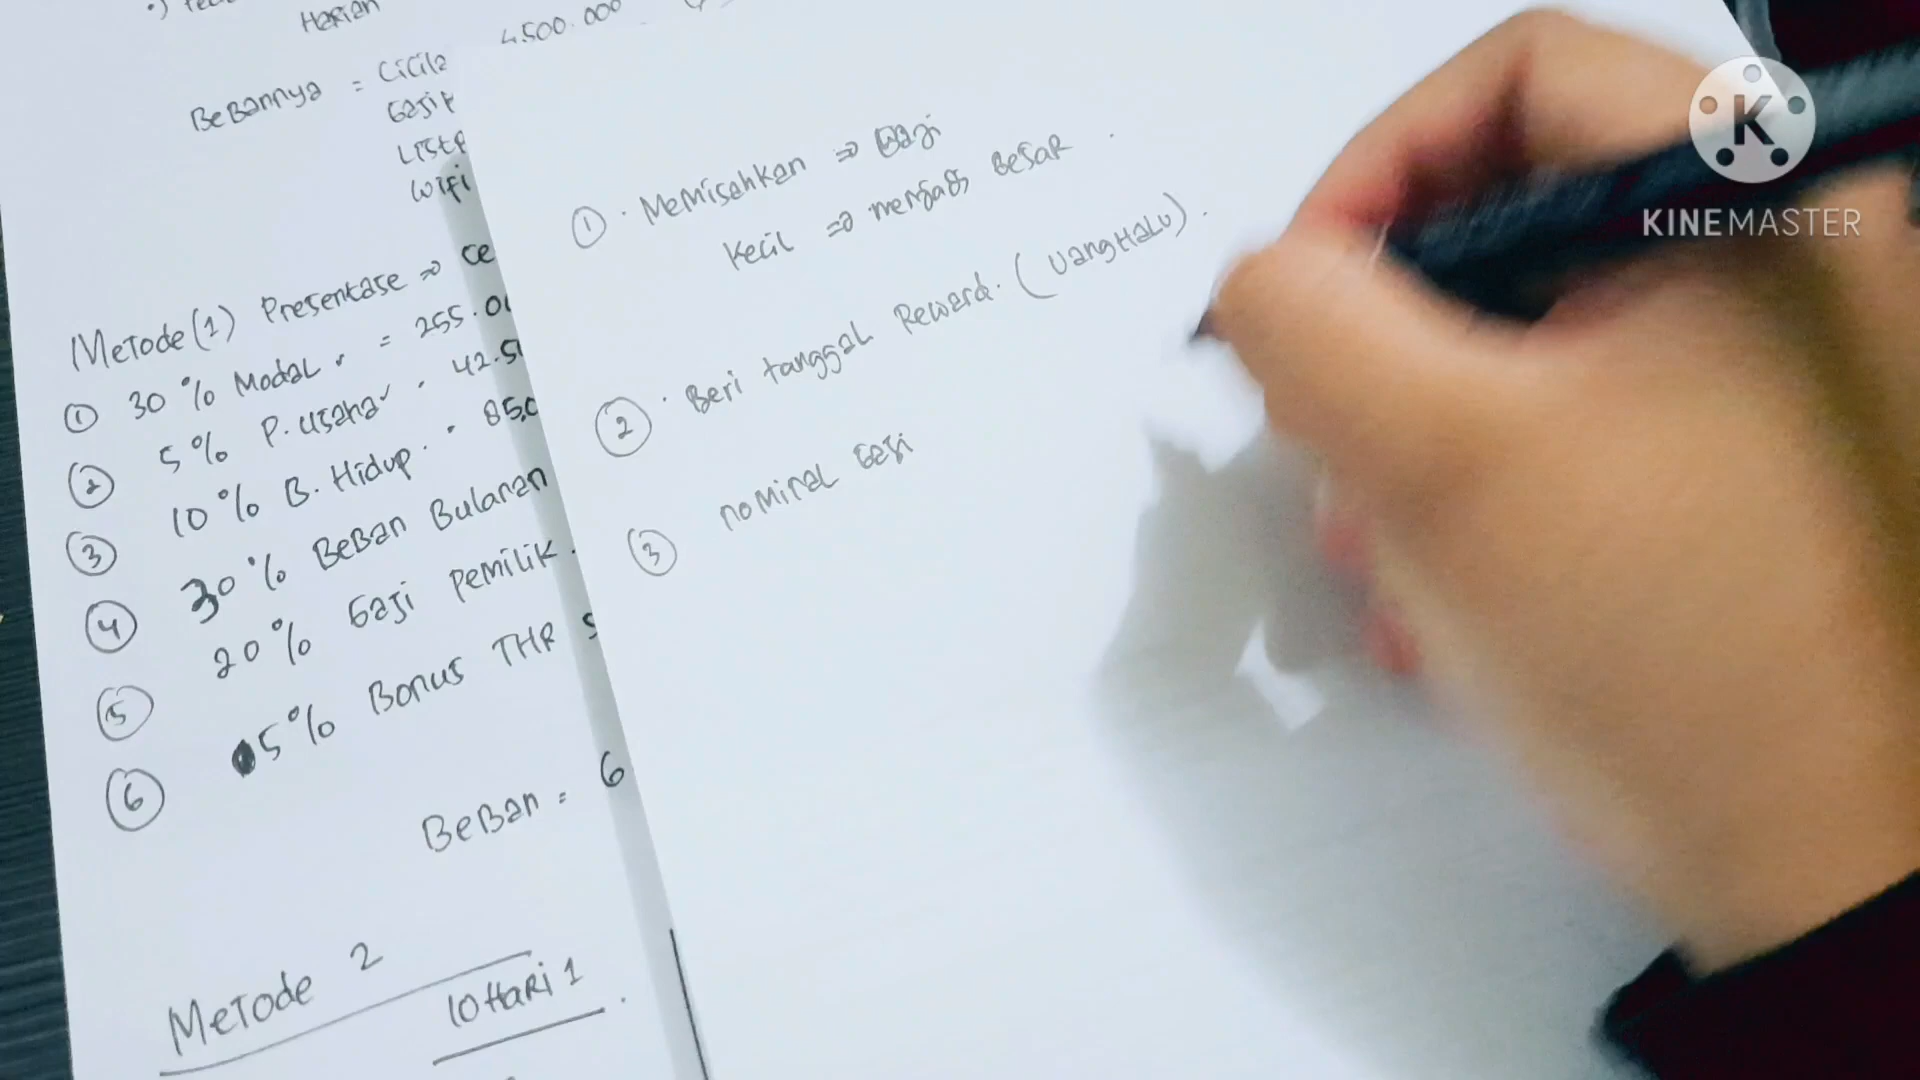 Harian
4.500.000
Bebannya = Cicila
Gaji
Listr
Wifi
Metode (1) Presentase => Ce
① 30% Modal = 255.00
② 5% P. Usaha 42.50
③ 10% B. Hidup. 85.0
④ 30% Beban Bulanan
⑤ 20% Gaji Pemilik.
⑥ 5% Bonus THR
Beban = 6
Metode 2
10 Hari 1
① Memisahkan => Gaji
Kecil => menjadi Besar
② Beri tanggal Reward. (Uang Halu).
③ nominal Gaji
K
KINEMASTER